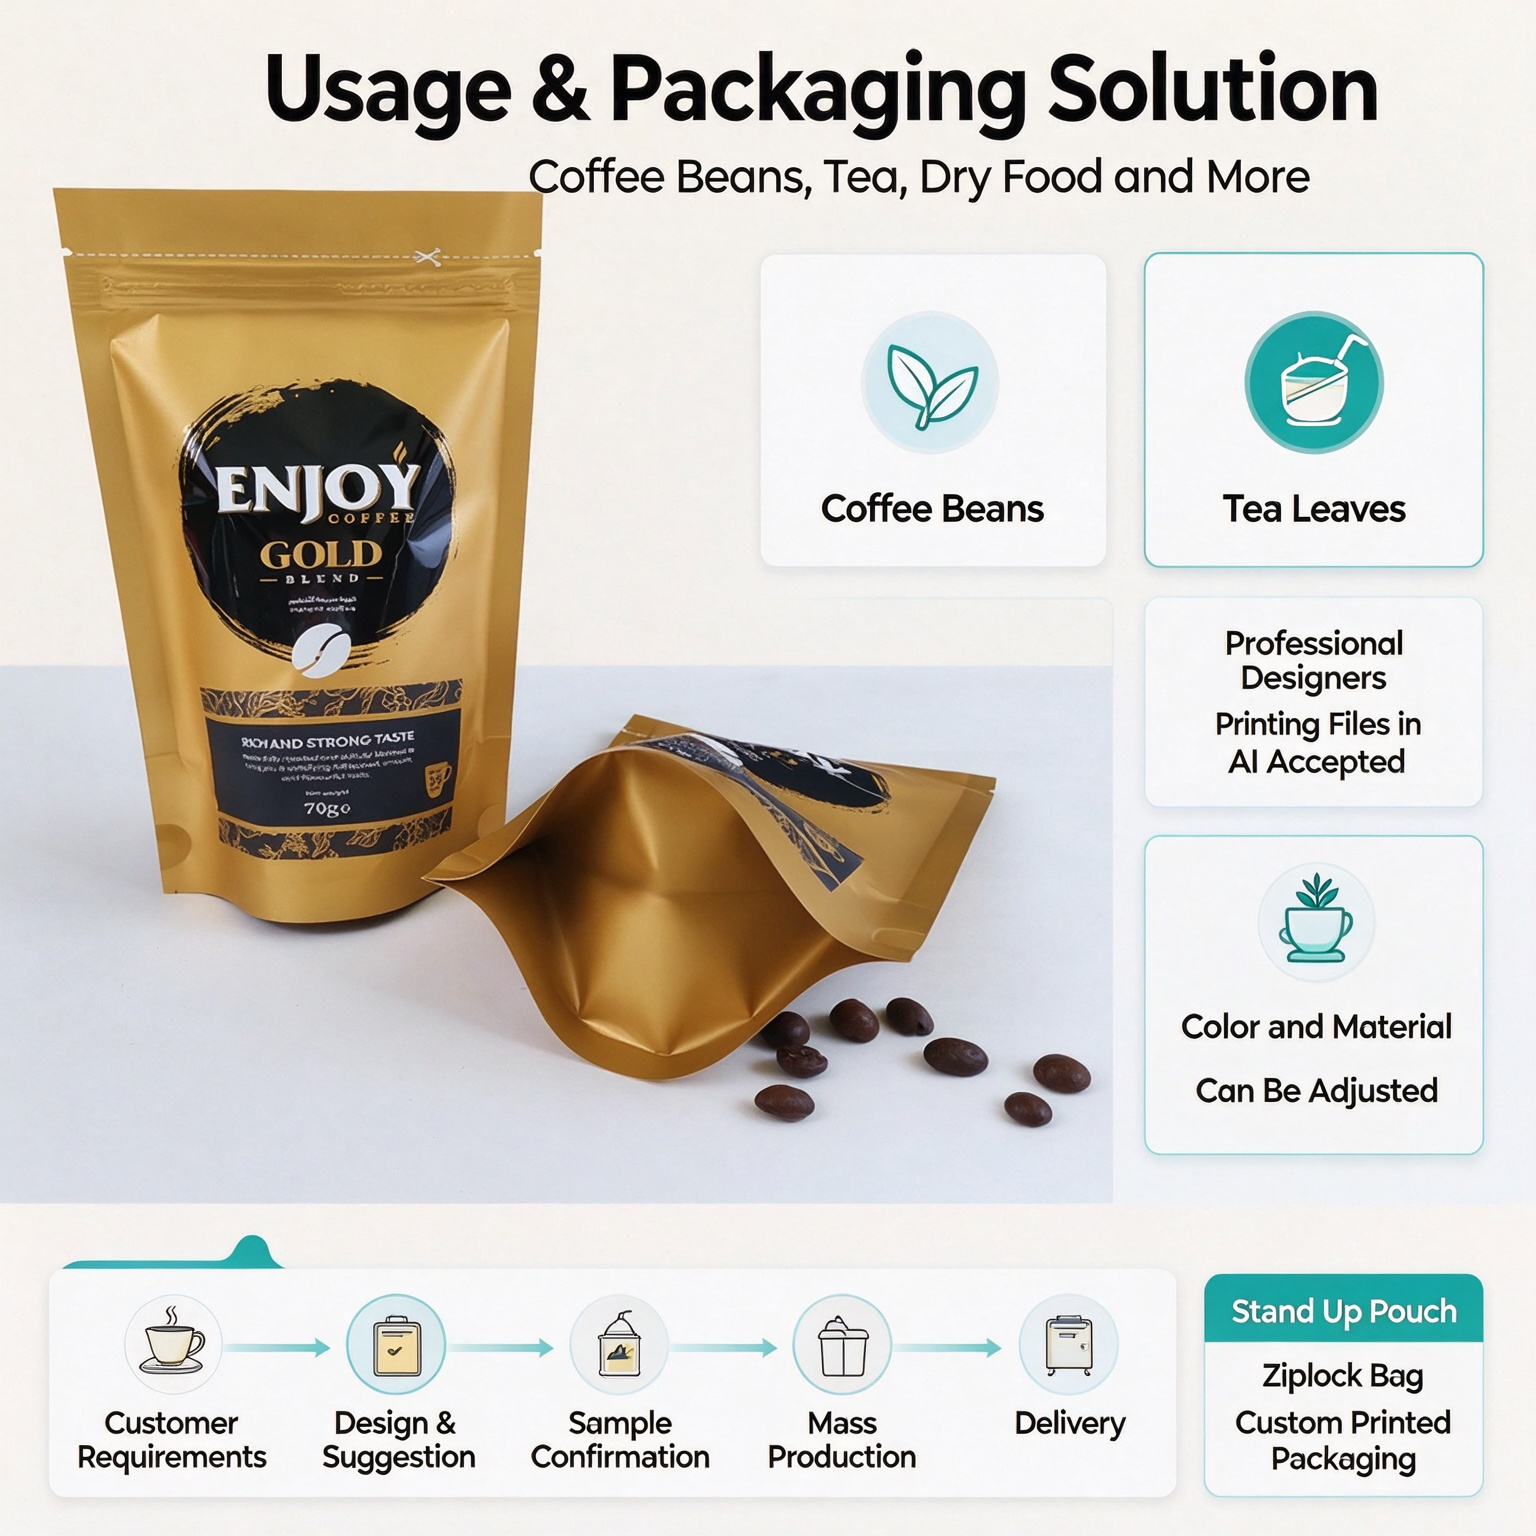 Usage & Packaging Solution
Coffee Beans, Tea, Dry Food and More
ENJOY
COFFEE
GOLD
BLEND
AND STRONG TASTE
Coffee Beans
Tea Leaves
Professional
Designers
Printing Files in
AI Accepted
Color and Material
Can Be Adjusted
Customer
Requirements
Design &
Suggestion
Sample
Confirmation
Mass
Production
Delivery
Stand Up Pouch
Ziplock Bag
Custom Printed
Packaging